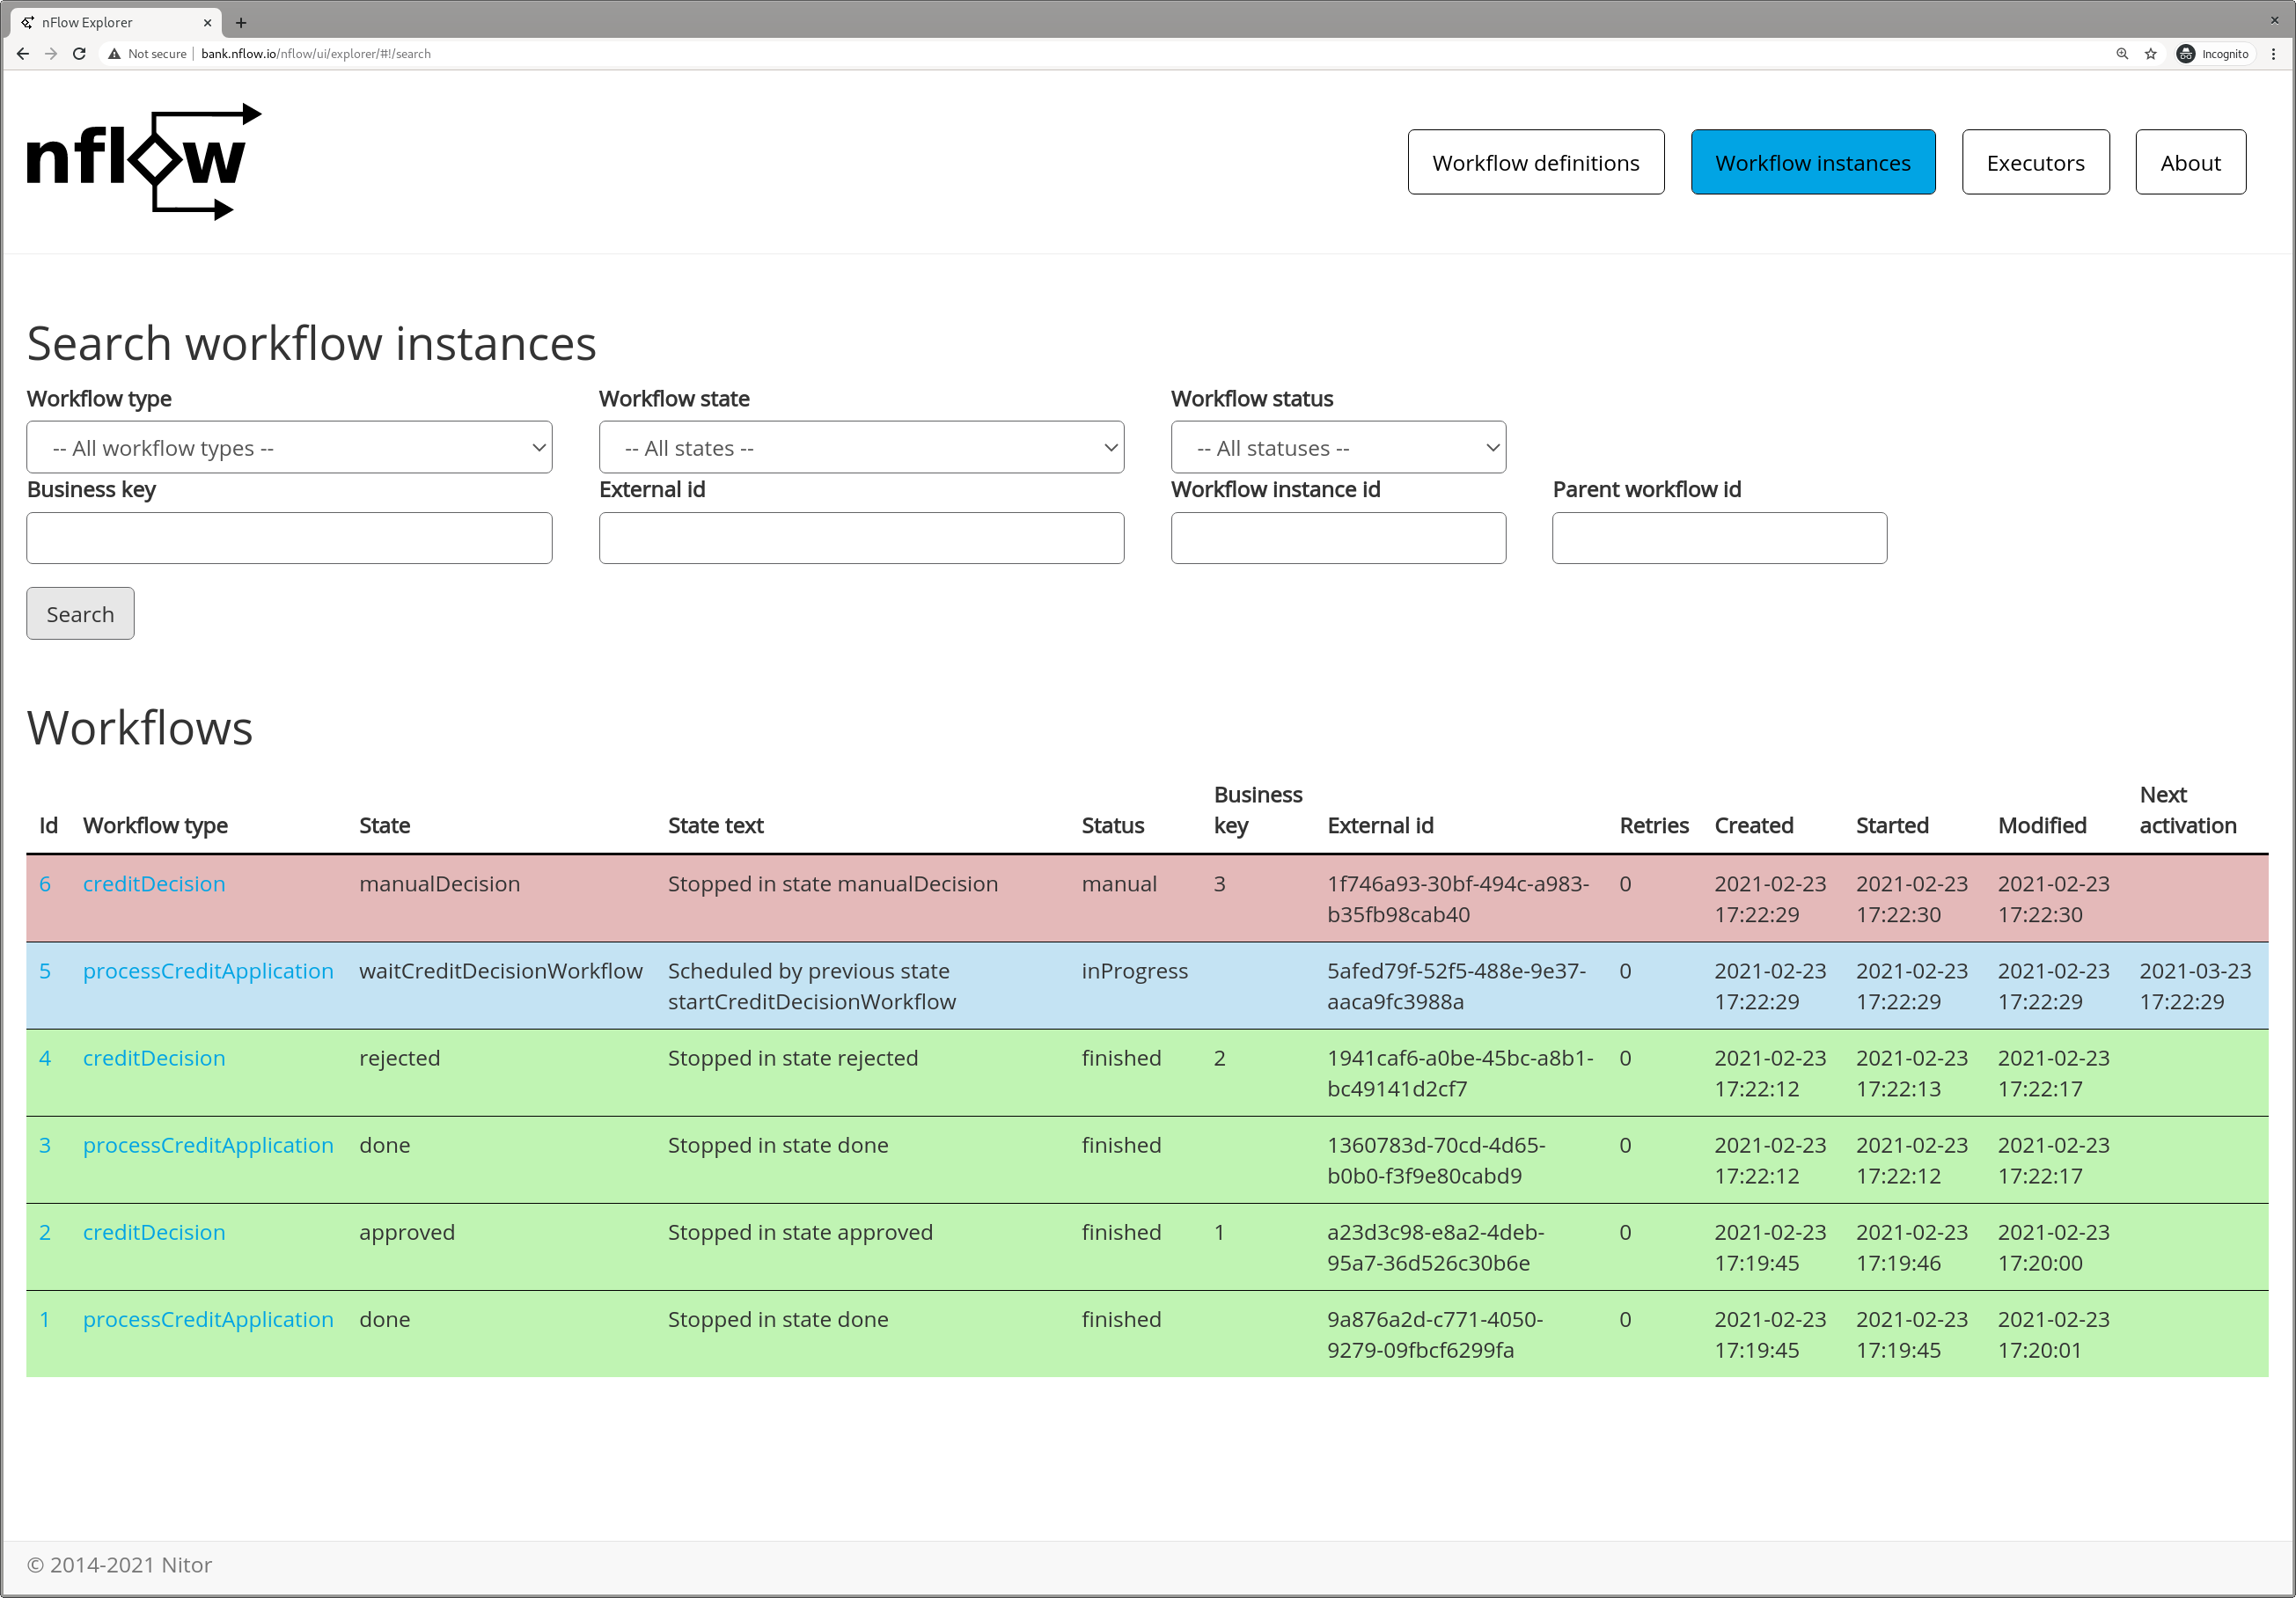 nFlow Explorer
Not secure bank.nflow.io/nflow/ui/explorer/#!/search Incognito
nflow
Workflow definitions Workflow instances Executors About
Search workflow instances
Workflow type Workflow state Workflow status
-- All workflow types -- -- All states -- -- All statuses --
Business key External id Workflow instance id Parent workflow id
Search
Workflows
Id Workflow type State State text Status Business key External id Retries Created Started Modified Next activation
6 creditDecision manualDecision Stopped in state manualDecision manual 3 1f746a93-30bf-494c-a983- 0 2021-02-23 2021-02-23 2021-02-23
b35fb98cab40 17:22:29 17:22:30 17:22:30
5 processCreditApplication waitCreditDecisionWorkflow Scheduled by previous state inProgress 5afed79f-52f5-488e-9e37- 0 2021-02-23 2021-02-23 2021-02-23 2021-03-23
startCreditDecisionWorkflow aaca9fc3988a 17:22:29 17:22:29 17:22:29 17:22:29
4 creditDecision rejected Stopped in state rejected finished 2 1941caf6-a0be-45bc-a8b1- 0 2021-02-23 2021-02-23 2021-02-23
bc49141d2cf7 17:22:12 17:22:13 17:22:17
3 processCreditApplication done Stopped in state done finished 1360783d-70cd-4d65- 0 2021-02-23 2021-02-23 2021-02-23
b0b0-f3f9e80cabd9 17:22:12 17:22:12 17:22:17
2 creditDecision approved Stopped in state approved finished 1 a23d3c98-e8a2-4deb- 0 2021-02-23 2021-02-23 2021-02-23
95a7-36d526c30b6e 17:19:45 17:19:46 17:20:00
1 processCreditApplication done Stopped in state done finished 9a876a2d-c771-4050- 0 2021-02-23 2021-02-23 2021-02-23
9279-09fbcf6299fa 17:19:45 17:19:45 17:20:01
© 2014-2021 Nitor